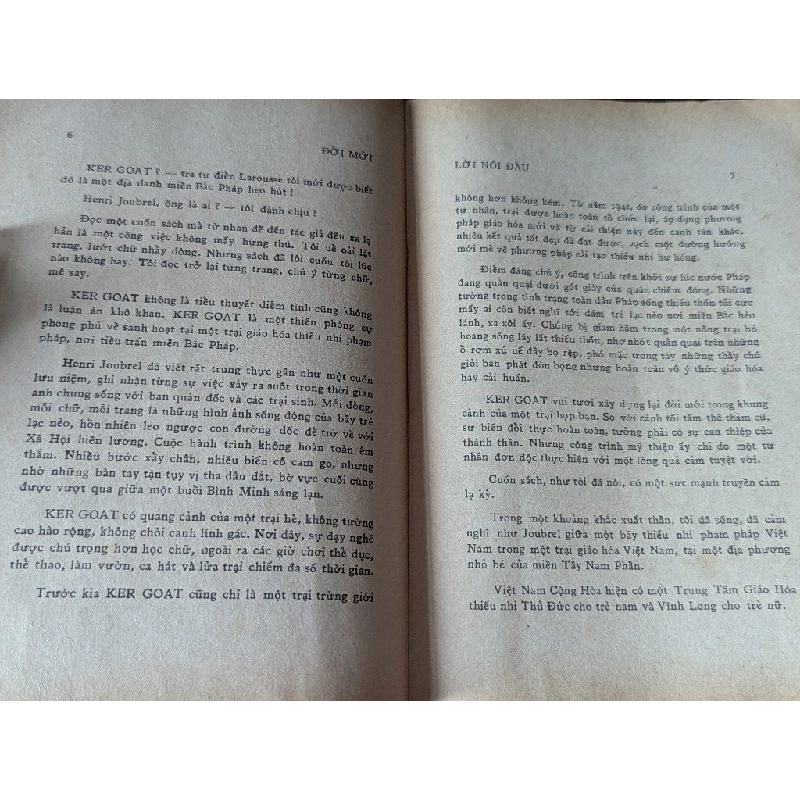 6
ĐỜI MỚI
KER GOAT ? — tra tự điển Larousse tôi mới được biết
đó là một địa danh miền Bắc Pháp heo hút !
Henri Joubrel, ông là ai ? — tôi đành chịu !
Đọc một cuốn sách mà từ nhan đề đến tác giả đều xa lạ
hẳn là một công việc không mấy hứng thú. Tôi uể oải lật
trang, lướt chữ nhảy dòng. Nhưng sách đã lôi cuốn tôi lúc
nào không hay. Tôi đọc trở lại từng trang, chú ý từng chữ,
mê say.
KER GOAT không là tiểu thuyết diễm tình cũng không
là luận án khô khan. KER GOAT là một thiên phóng sự
phong phú về sanh hoạt tại một trại giáo hóa thiếu nhi phạm
pháp, nơi tiểu trấn miền Bắc Pháp.
Henri Joubrel đã viết rất trung thực gần như một cuốn
lưu niệm, ghi nhận từng sự việc xảy ra suốt trong thời gian
anh chung sống với ban quản đốc và các trại sinh. Mỗi dòng,
mỗi chữ, mỗi trang là những hình ảnh sống động của bầy trẻ
lạc nẻo, hồn nhiên leo ngược con đường dốc để trở về với
Xã Hội hiền lương. Cuộc hành trình không hoàn toàn êm
thắm. Nhiều bước xảy chân, nhiều biến cố cam go, nhưng
nhờ những bàn tay tận tụy vị tha dẫu dắt, bờ vực cuối cùng
được vượt qua giữa một buổi Bình Minh sáng lạn.
KER GOAT có quang cảnh của một trại hè, không tường
cao hào rộng, không chòi canh lính gác. Nơi đây, sự dạy nghề
được chú trọng hơn học chữ, ngoài ra các giờ chơi thể dục,
thể thao, làm vườn, ca hát và lửa trại chiếm đa số thời gian.
Trước kia KER GOAT cũng chỉ là một trại trừng giới
LỜI NÓI ĐẦU
7
không hơn không kém. Từ năm 1941, do công trình của một
tư nhân, trại được hoàn toàn tổ chức lại, áp dụng phương
pháp giáo hóa mới và từ cải thiện này đến canh tân khác,
nhiều kết quả tốt đẹp đã đạt được, vạch một đường hướng
mới mẻ về phương pháp cải tạo thiếu nhi hư hỏng.
Điểm đáng chú ý, công trình trên khởi sự lúc nước Pháp
đang quằn quại dưới gót giày của quân chiếm đóng. Những
tưởng trong tình trạng toàn dân Pháp sống thiếu thốn tủi cực
mấy ai còn biết nghĩ tới đám trẻ lạc nẻo nơi miền Bắc hẻo
lánh, xa xôi ấy. Chúng bị giam hãm trong một nông trại bỏ
hoang sống lây lất thiếu thốn, nhơ nhớt quằn quại trên những
ổ rơm xú uế đầy bọ rệp, phó mặc trong tay những thầy chú
giỏi bắn phát đùn bọng nhưng hoàn toàn vô ý thức giáo hóa
hay cải huấn.
KER GOAT vui tươi xây dựng lại đời mới trong khung
cảnh của một trại họp bạn. So với cảnh tối tăm thê thảm cũ,
sự biến đổi thực hoàn toàn, tưởng phải có sự can thiệp của
thánh thần. Nhưng công trình mỹ thiện ấy chỉ do một tư
nhân đơn độc thực hiện với một lòng quả cảm tuyệt vời.
Cuốn sách, như tôi đã nói, có một sức mạnh truyền cảm
lạ kỳ.
Trong một khoảng khắc xuất thần, tôi đã sống, đã cảm
nghĩ như Joubrel giữa một bầy thiếu nhi phạm pháp Việt
Nam trong một trại giáo hóa Việt Nam, tại một địa phương
nhỏ bé của miền Tây Nam Phần.
Việt Nam Cộng Hòa hiện có một Trung Tâm Giáo Hóa
thiếu nhi Thủ Đức cho trẻ nam và Vĩnh Long cho trẻ nữ.